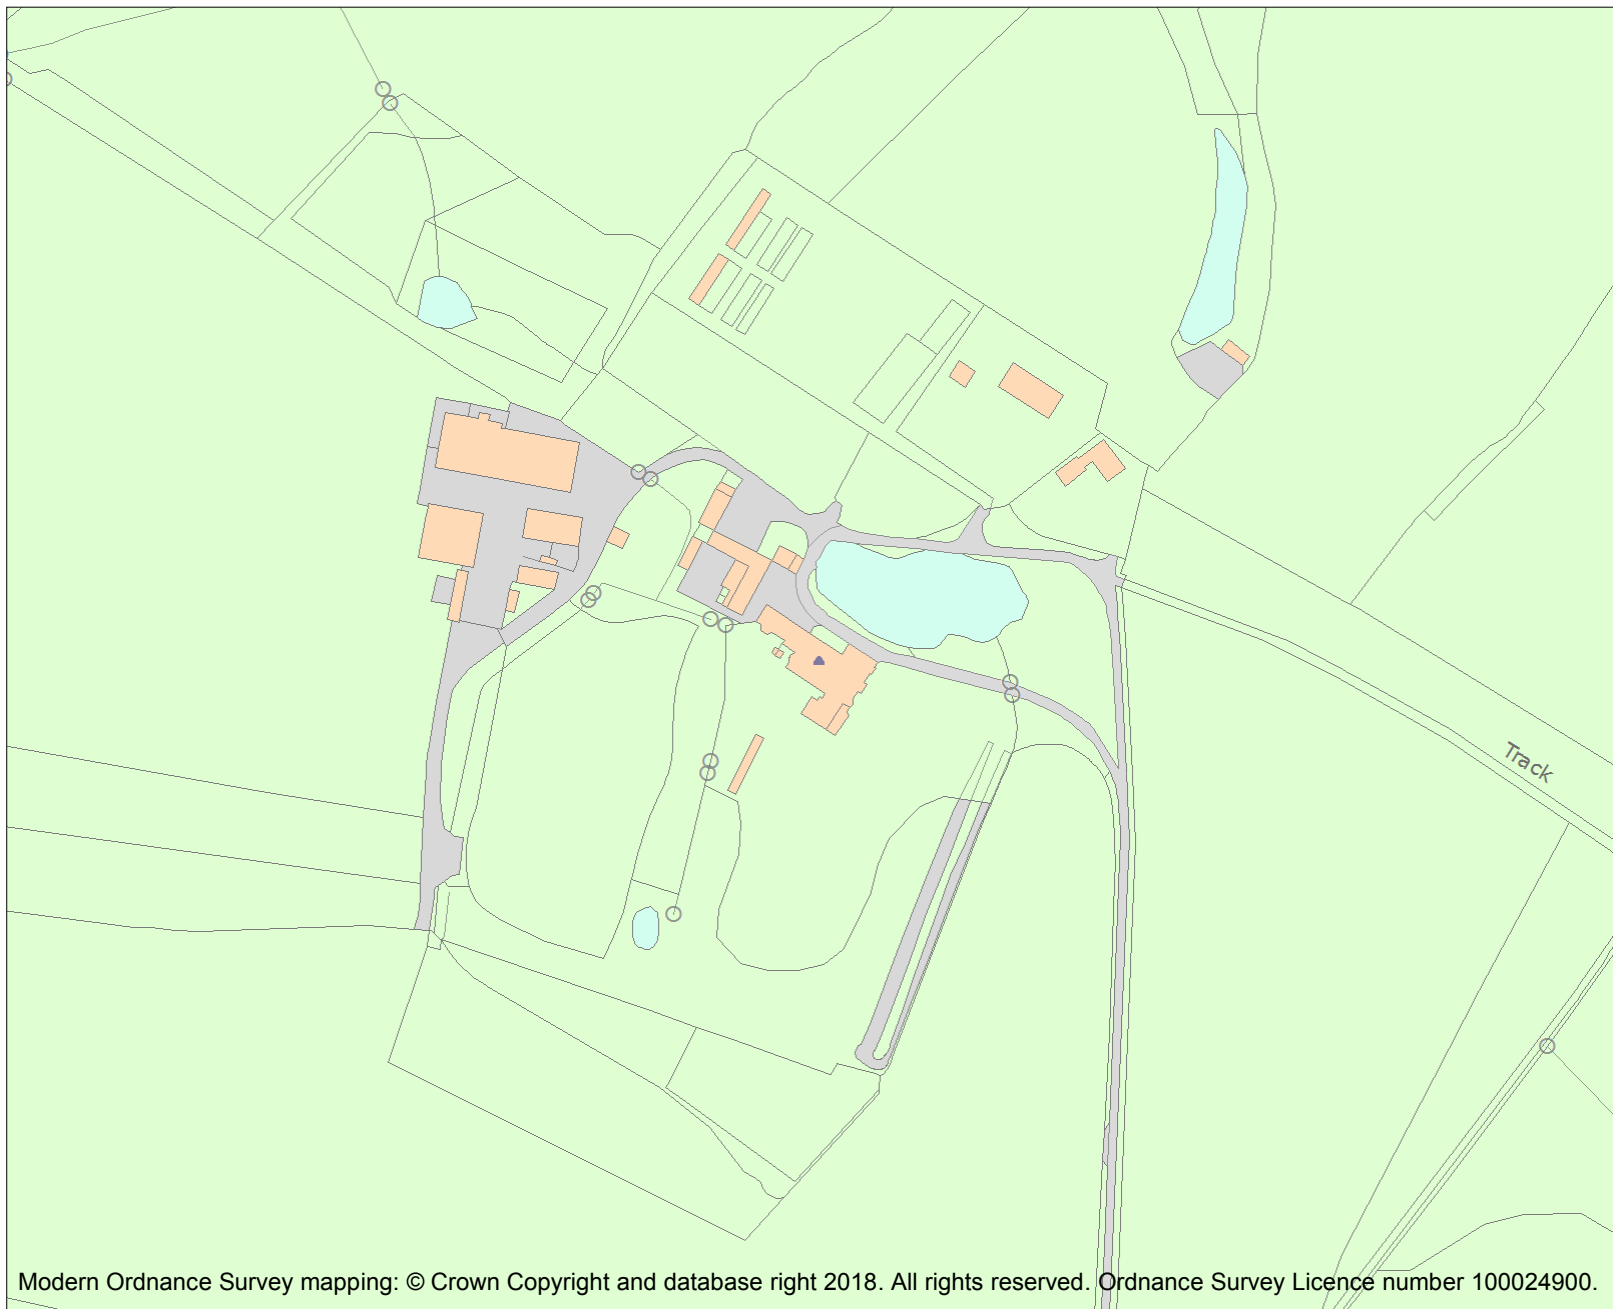 Track
Modern Ordnance Survey mapping: © Crown Copyright and database right 2018. All rights reserved. Ordnance Survey Licence number 100024900.